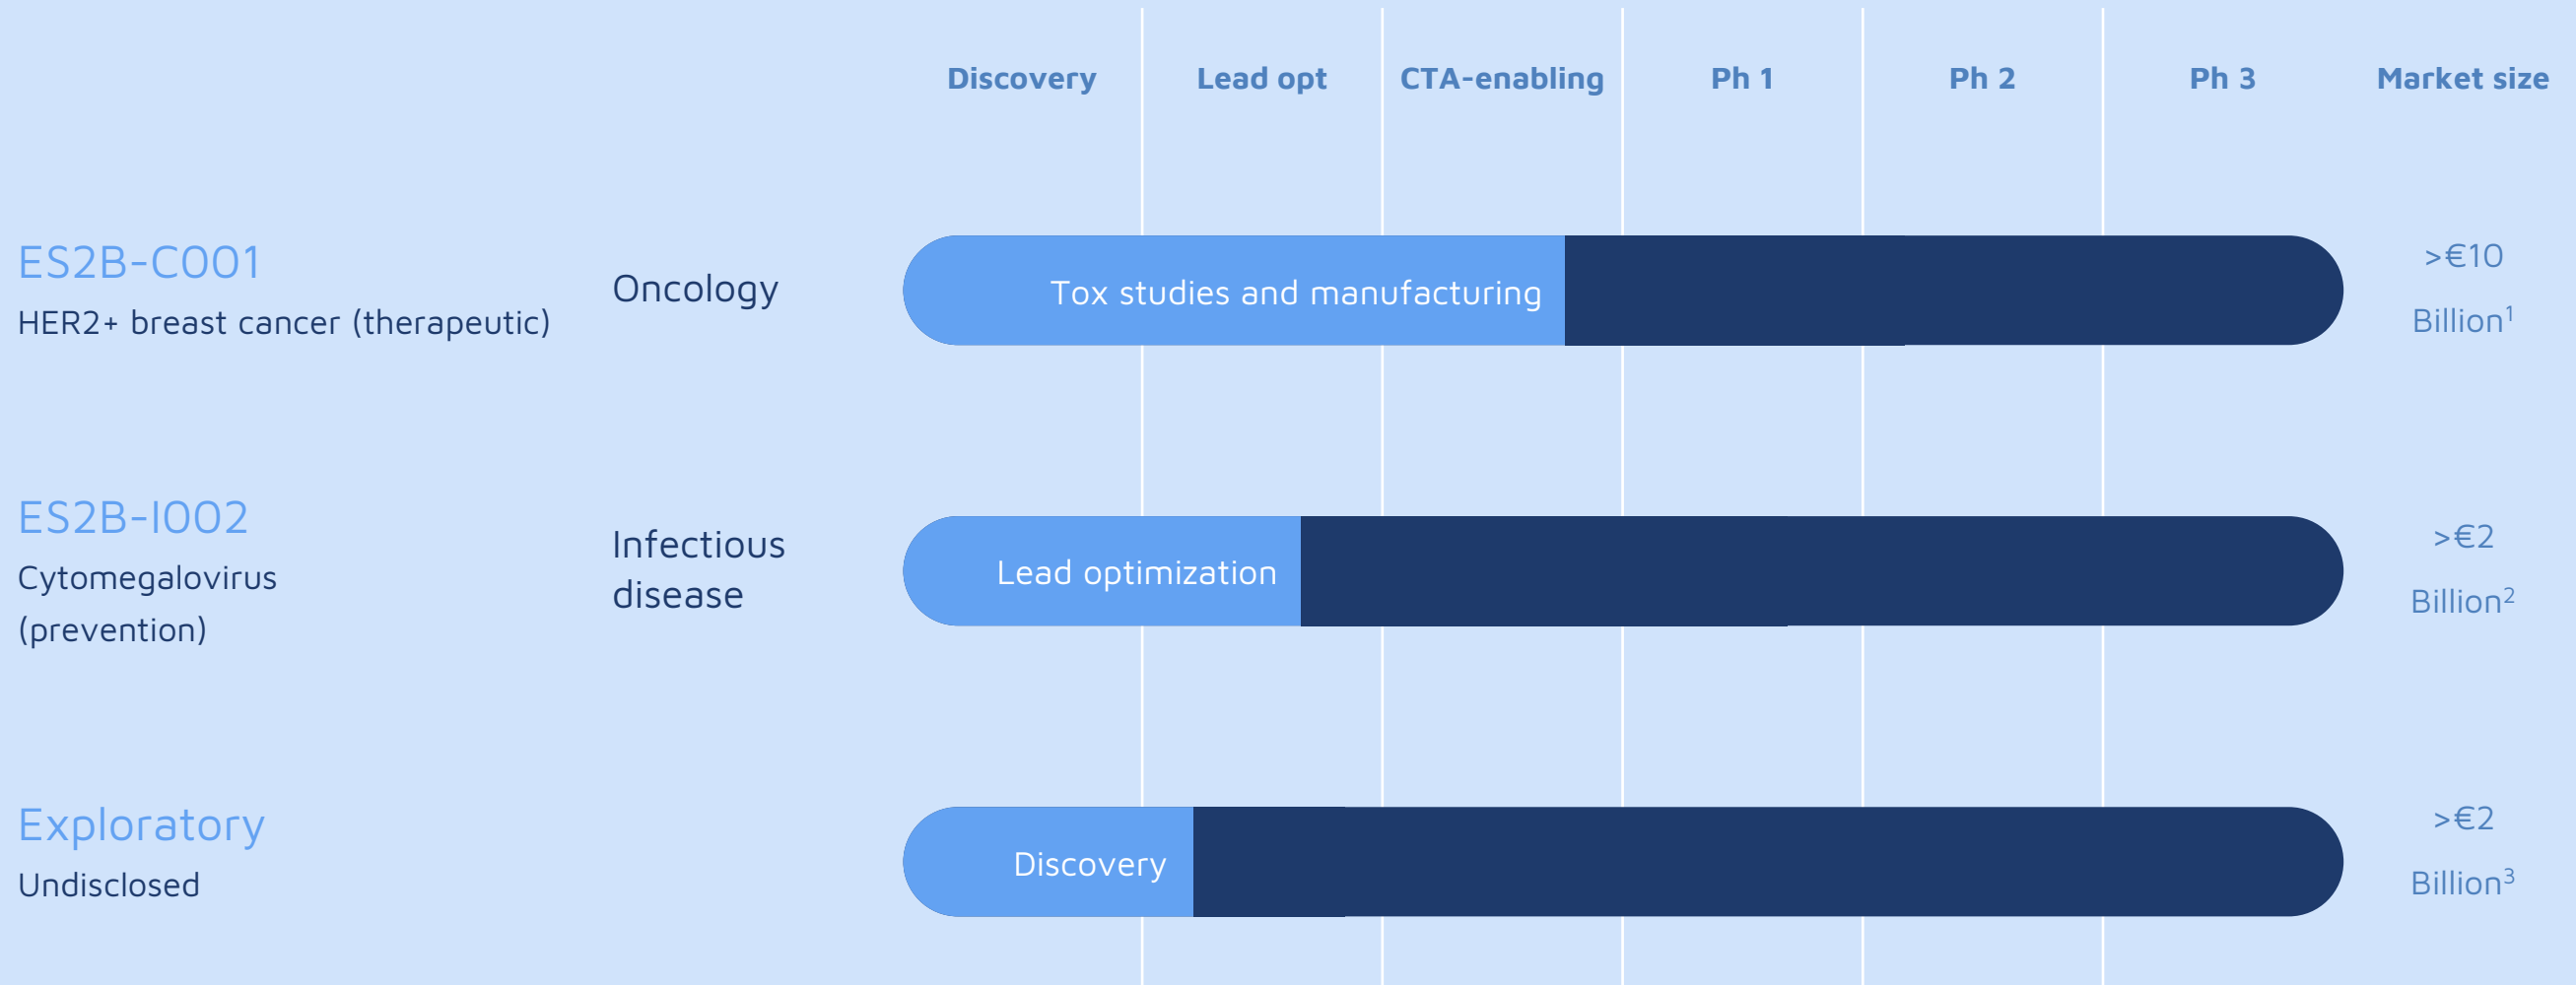 Discovery Lead opt CTA-enabling Ph 1 Ph 2 Ph 3 Market size
ES2B-C001
HER2+ breast cancer (therapeutic)
Oncology
Tox studies and manufacturing
>€10
Billion¹
ES2B-I002
Cytomegalovirus
(prevention)
Infectious
disease
Lead optimization
>€2
Billion²
Exploratory
Undisclosed
Discovery
>€2
Billion³